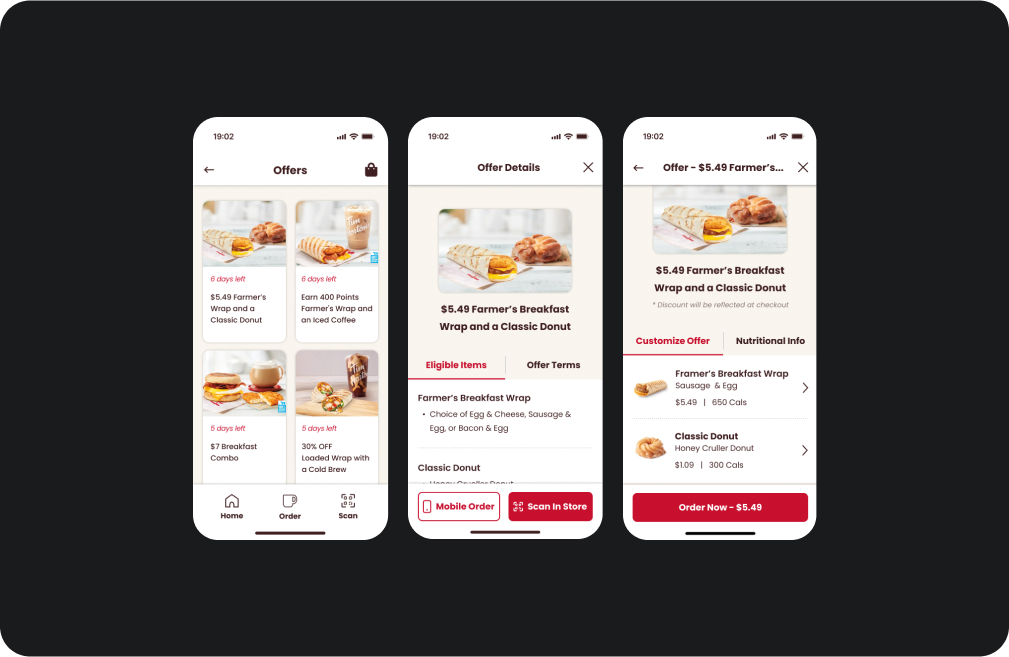 19:02
Offers
6 days left
$5.49 Farmer's
Wrap and a
Classic Donut
Tim
Hortons
6 days left
Earn 400 Points
Farmer's Wrap and
an Iced Coffee
5 days left
$7 Breakfast
Combo
Tim
5 days left
30% OFF
Loaded Wrap with
a Cold Brew
Home
Order
Scan
19:02
Offer Details
$5.49 Farmer's Breakfast
Wrap and a Classic Donut
Eligible Items
Offer Terms
Farmer's Breakfast Wrap
• Choice of Egg & Cheese, Sausage &
Egg, or Bacon & Egg
Classic Donut
Mobile Order
Scan In Store
19:02
Offer - $5.49 Farmer's...
$5.49 Farmer's Breakfast
Wrap and a Classic Donut
* Discount will be reflected at checkout
Customize Offer
Nutritional Info
Framer's Breakfast Wrap
Sausage & Egg
$5.49 | 650 Cals
Classic Donut
Honey Cruller Donut
$1.09 | 300 Cals
Order Now - $5.49